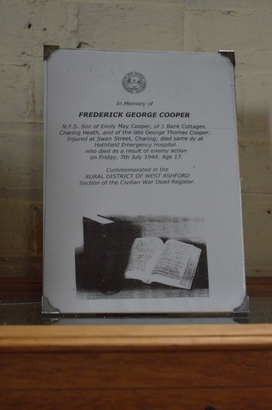 In Memory of
FREDERICK GEORGE COOPER
N.F.S. Son of Emily May Cooper, of 1 Bank Cottages,
Charing Heath, and of the late George Thomas Cooper.
Injured at Swan Street, Charing; died same dy at
Hothfield Emergency Hospital.
who died as a result of enemy action
on Friday, 7th July 1944. Age 17.
Commemorated in the
RURAL DISTRICT OF WEST ASHFORD
Section of the Civilian War Dead Register.